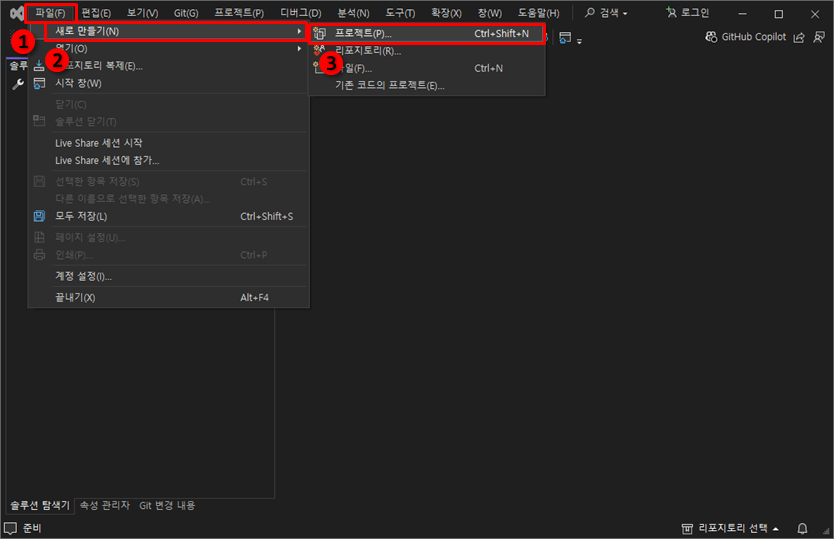 파일(F) 편집(E) 보기(V) Git(G) 프로젝트(P) 디버그(D) 분석(N) 도구(T) 확장(X) 창(W) 도움말(H) 검색 로그인
1
새로 만들기(N)
프로젝트(P)... Ctrl+Shift+N
GitHub Copilot
열기(O)
리포지토리(R)...
솔루
2
포지토리 복제(E)...
3
일(F)... Ctrl+N
시작 창(W)
기존 코드의 프로젝트(E)...
닫기(C)
솔루션 닫기(T)
Live Share 세션 시작
Live Share 세션에 참가...
선택한 항목 저장(S) Ctrl+S
다른 이름으로 선택한 항목 저장(A)...
모두 저장(L) Ctrl+Shift+S
페이지 설정(U)...
인쇄(P)... Ctrl+P
계정 설정(I)...
끝내기(X) Alt+F4
솔루션 탐색기 속성 관리자 Git 변경 내용
준비
리포지토리 선택